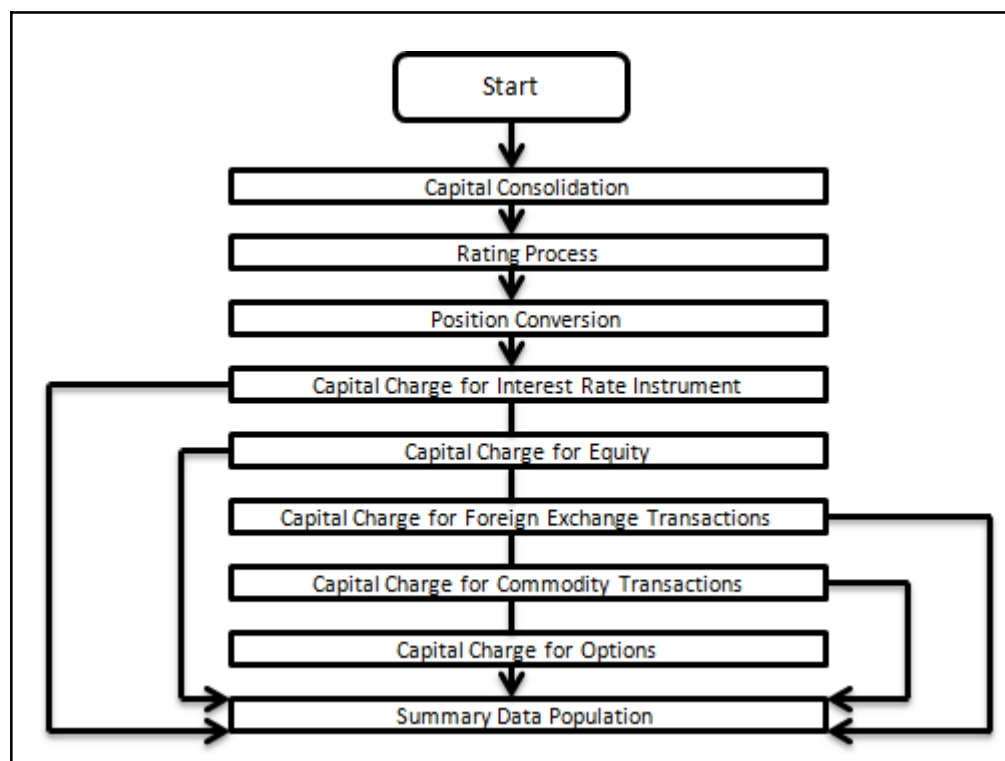 Start
Capital Consolidation
Rating Process
Position Conversion
Capital Charge for Interest Rate Instrument
Capital Charge for Equity
Capital Charge for Foreign Exchange Transactions
Capital Charge for Commodity Transactions
Capital Charge for Options
Summary Data Population